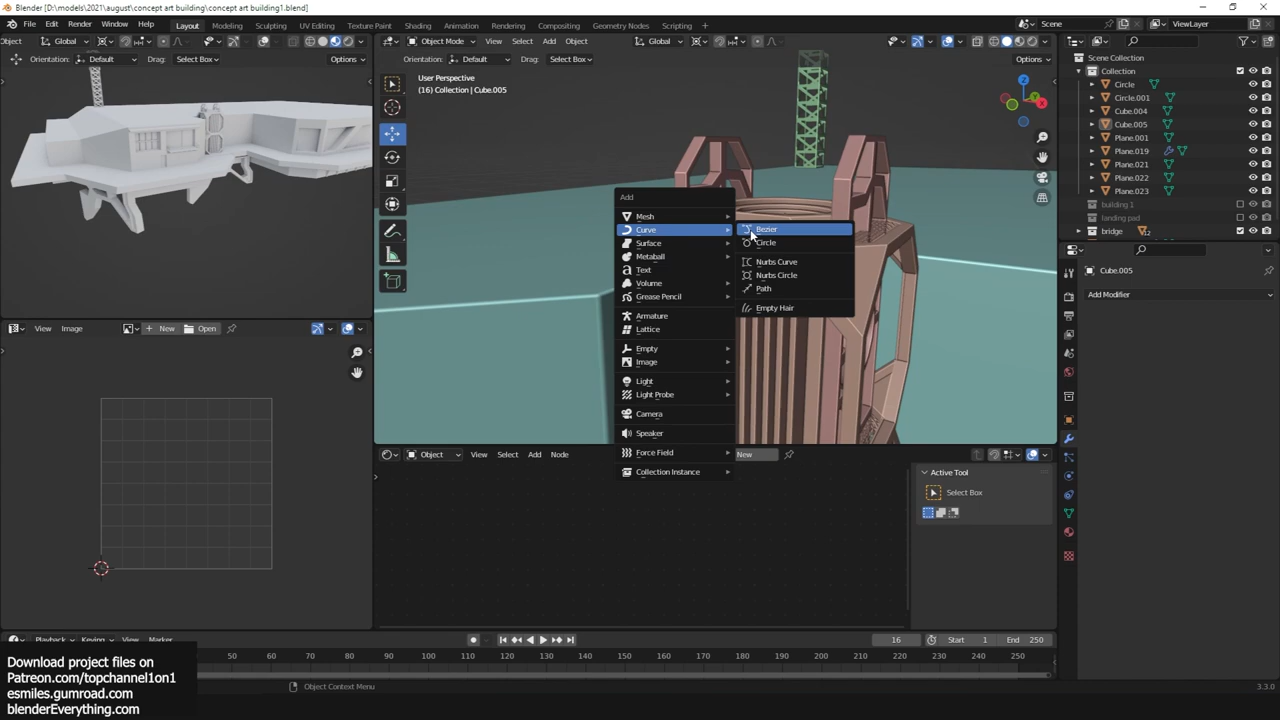 Blender [D:\models\2021\august\concept art building\concept art building1.blend]
File Edit Render Window Help
Layout Modeling Sculpting UV Editing Texture Paint Shading Animation Rendering Compositing Geometry Nodes Scripting
Scene
ViewLayer
Object Global
Object Mode View Select Add Object Global
Orientation: Default Drag: Select Box Options
Orientation: Default Drag: Select Box Options
User Perspective
(16) Collection | Cube.005
Scene Collection
Collection
Circle
Circle.001
Cube.004
Cube.005
Plane.001
Plane.019
Plane.021
Plane.022
Plane.023
building 1
landing pad
bridge
Cube.005
Add Modifier
Add
Mesh
Curve
Surface
Metaball
Text
Volume
Grease Pencil
Armature
Lattice
Empty
Image
Light
Light Probe
Camera
Speaker
Force Field
Collection Instance
Bezier
Circle
Nurbs Curve
Nurbs Circle
Path
Empty Hair
View Image New Open
Object View Select Add Node New
Active Tool
Select Box
Playback Keying View Marker
16 Start 1 End 250
50 60 70 80 90 100 110 120 130 140 150 160 170 180 190 200 210 220 230 240 250
Object Context Menu
3.3.0
Download project files on
Patreon.com/topchannel1on1
esmiles.gumroad.com
blenderEverything.com